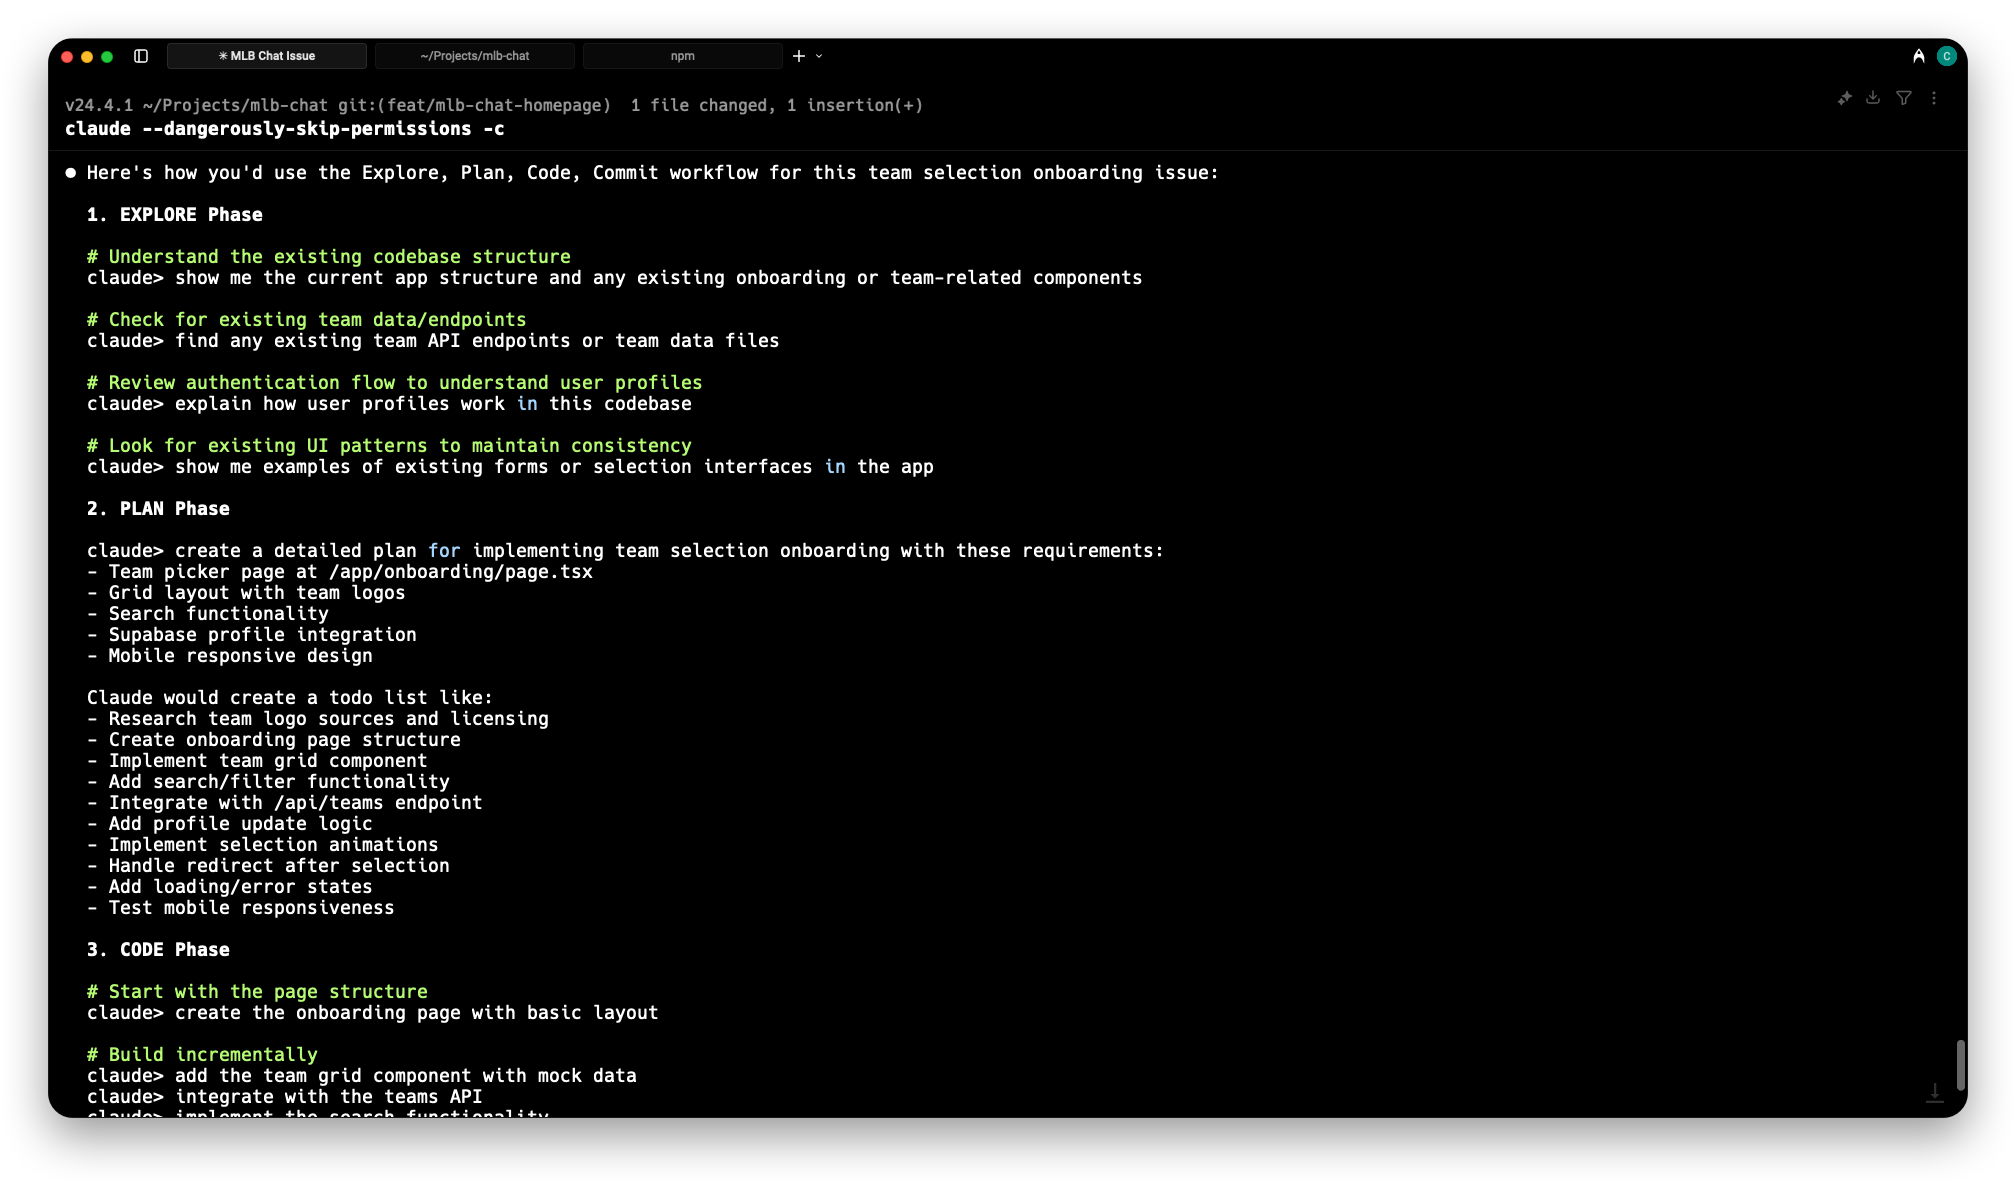 ✳ MLB Chat Issue
~/Projects/mlb-chat
npm
C
v24.4.1 ~/Projects/mlb-chat git:(feat/mlb-chat-homepage)  1 file changed, 1 insertion(+)
claude --dangerously-skip-permissions -c
● Here's how you'd use the Explore, Plan, Code, Commit workflow for this team selection onboarding issue:
1. EXPLORE Phase
# Understand the existing codebase structure
claude> show me the current app structure and any existing onboarding or team-related components
# Check for existing team data/endpoints
claude> find any existing team API endpoints or team data files
# Review authentication flow to understand user profiles
claude> explain how user profiles work in this codebase
# Look for existing UI patterns to maintain consistency
claude> show me examples of existing forms or selection interfaces in the app
2. PLAN Phase
claude> create a detailed plan for implementing team selection onboarding with these requirements:
- Team picker page at /app/onboarding/page.tsx
- Grid layout with team logos
- Search functionality
- Supabase profile integration
- Mobile responsive design
Claude would create a todo list like:
- Research team logo sources and licensing
- Create onboarding page structure
- Implement team grid component
- Add search/filter functionality
- Integrate with /api/teams endpoint
- Add profile update logic
- Implement selection animations
- Handle redirect after selection
- Add loading/error states
- Test mobile responsiveness
3. CODE Phase
# Start with the page structure
claude> create the onboarding page with basic layout
# Build incrementally
claude> add the team grid component with mock data
claude> integrate with the teams API
claude> implement the search functionality